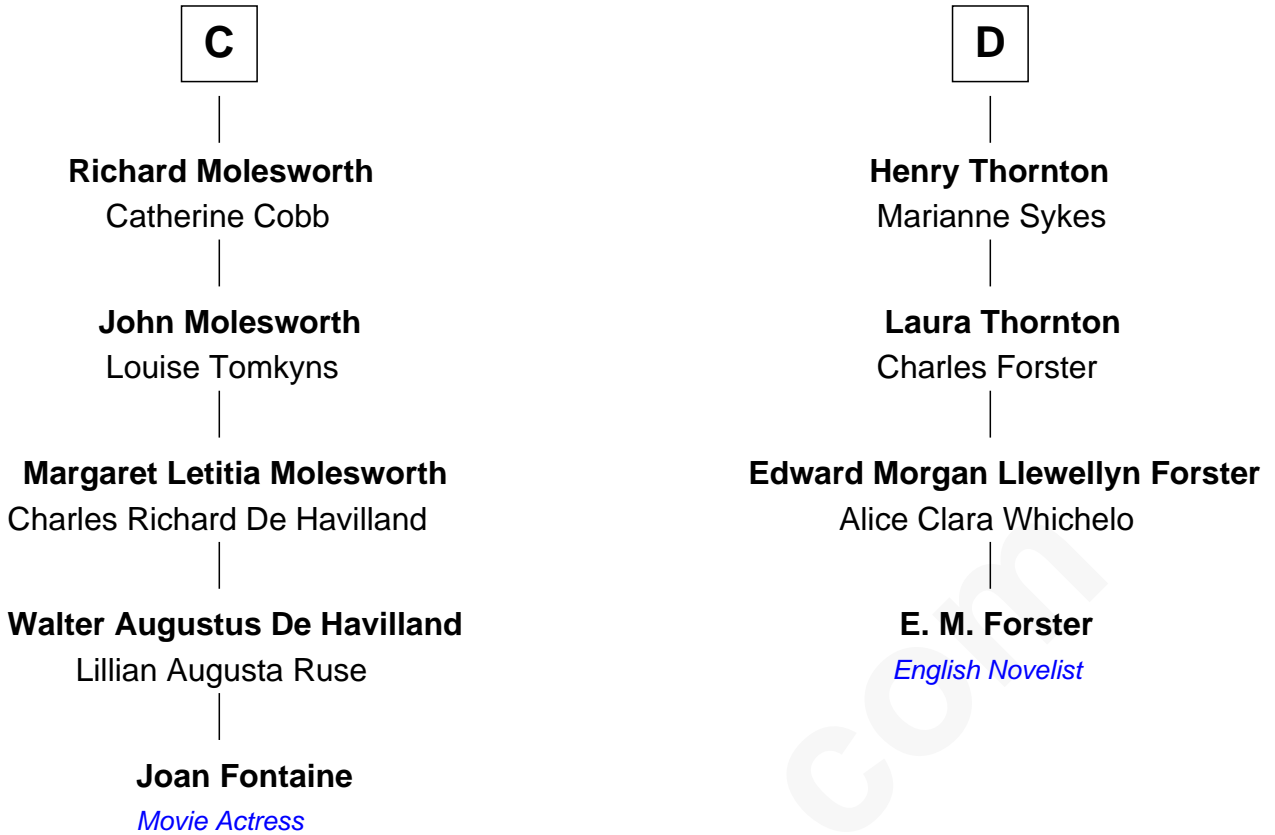 C
Richard Molesworth
Catherine Cobb
John Molesworth
Louise Tomkyns
Margaret Letitia Molesworth
Charles Richard De Havilland
Walter Augustus De Havilland
Lillian Augusta Ruse
Joan Fontaine
Movie Actress
D
Henry Thornton
Marianne Sykes
Laura Thornton
Charles Forster
Edward Morgan Llewellyn Forster
Alice Clara Whichelo
E. M. Forster
English Novelist
com